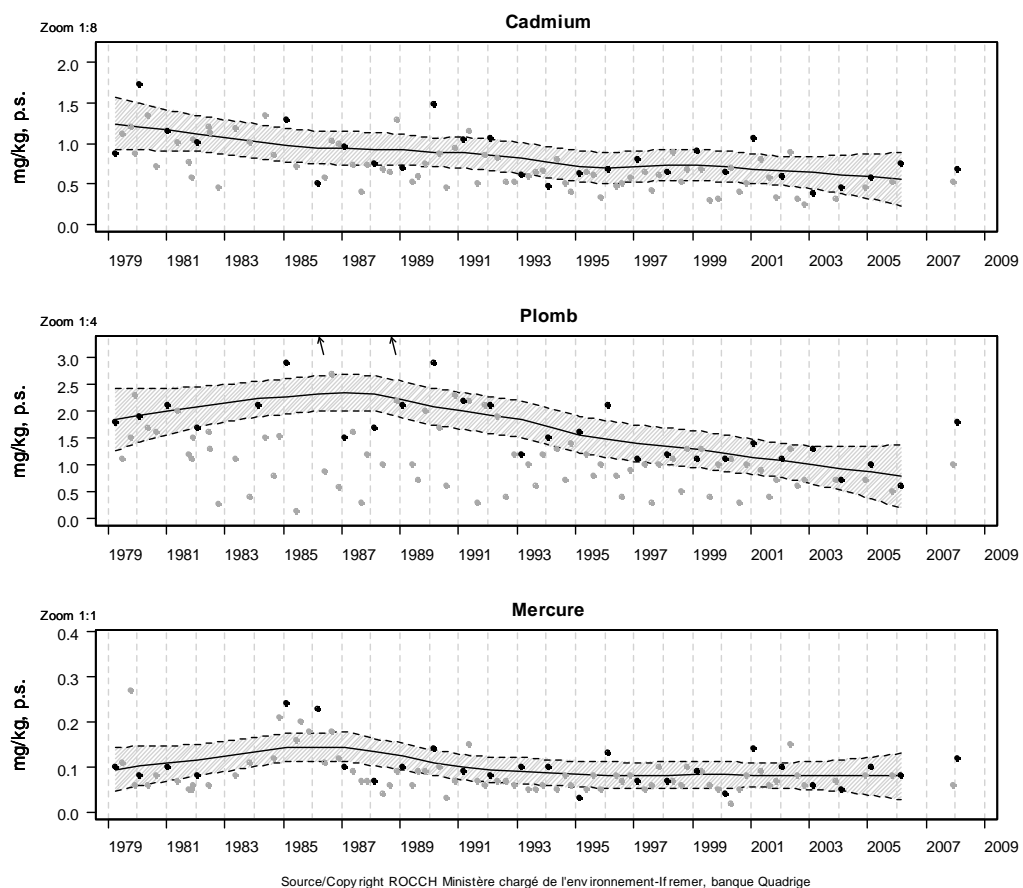 Cadmium
Zoom 1:8
mg/kg, p.s.
2.0
1.5
1.0
0.5
0.0
1979 1981 1983 1985 1987 1989 1991 1993 1995 1997 1999 2001 2003 2005 2007 2009
Plomb
Zoom 1:4
mg/kg, p.s.
3.0
2.5
2.0
1.5
1.0
0.5
0.0
1979 1981 1983 1985 1987 1989 1991 1993 1995 1997 1999 2001 2003 2005 2007 2009
Mercure
Zoom 1:1
mg/kg, p.s.
0.4
0.3
0.2
0.1
0.0
1979 1981 1983 1985 1987 1989 1991 1993 1995 1997 1999 2001 2003 2005 2007 2009
Source/Copyright ROCCH Ministère chargé de l'environnement-Ifremer, banque Quadrige